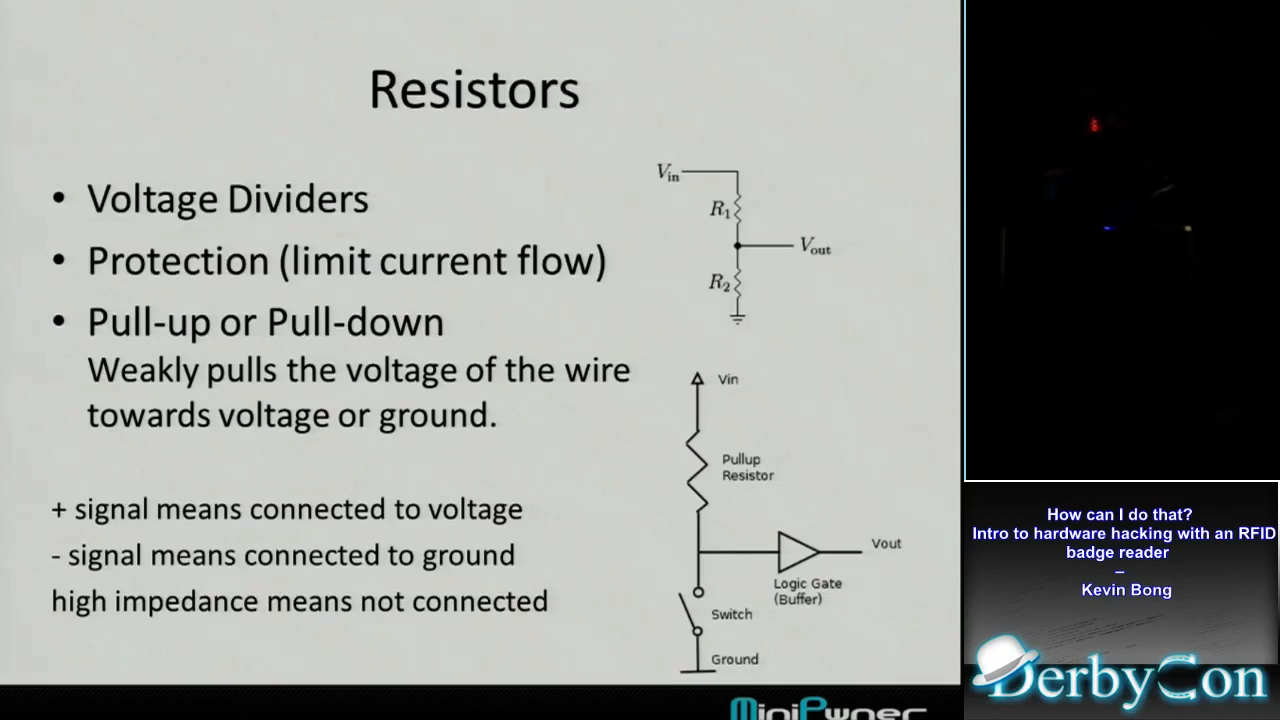 Resistors
• Voltage Dividers
• Protection (limit current flow)
• Pull-up or Pull-down
Weakly pulls the voltage of the wire
towards voltage or ground.
+ signal means connected to voltage
- signal means connected to ground
high impedance means not connected
Vin
R1
Vout
R2
Vin
Pullup
Resistor
Vout
Logic Gate
(Buffer)
Switch
Ground
MiniPwner
How can I do that?
Intro to hardware hacking with an RFID
badge reader
–
Kevin Bong
DerbyCon